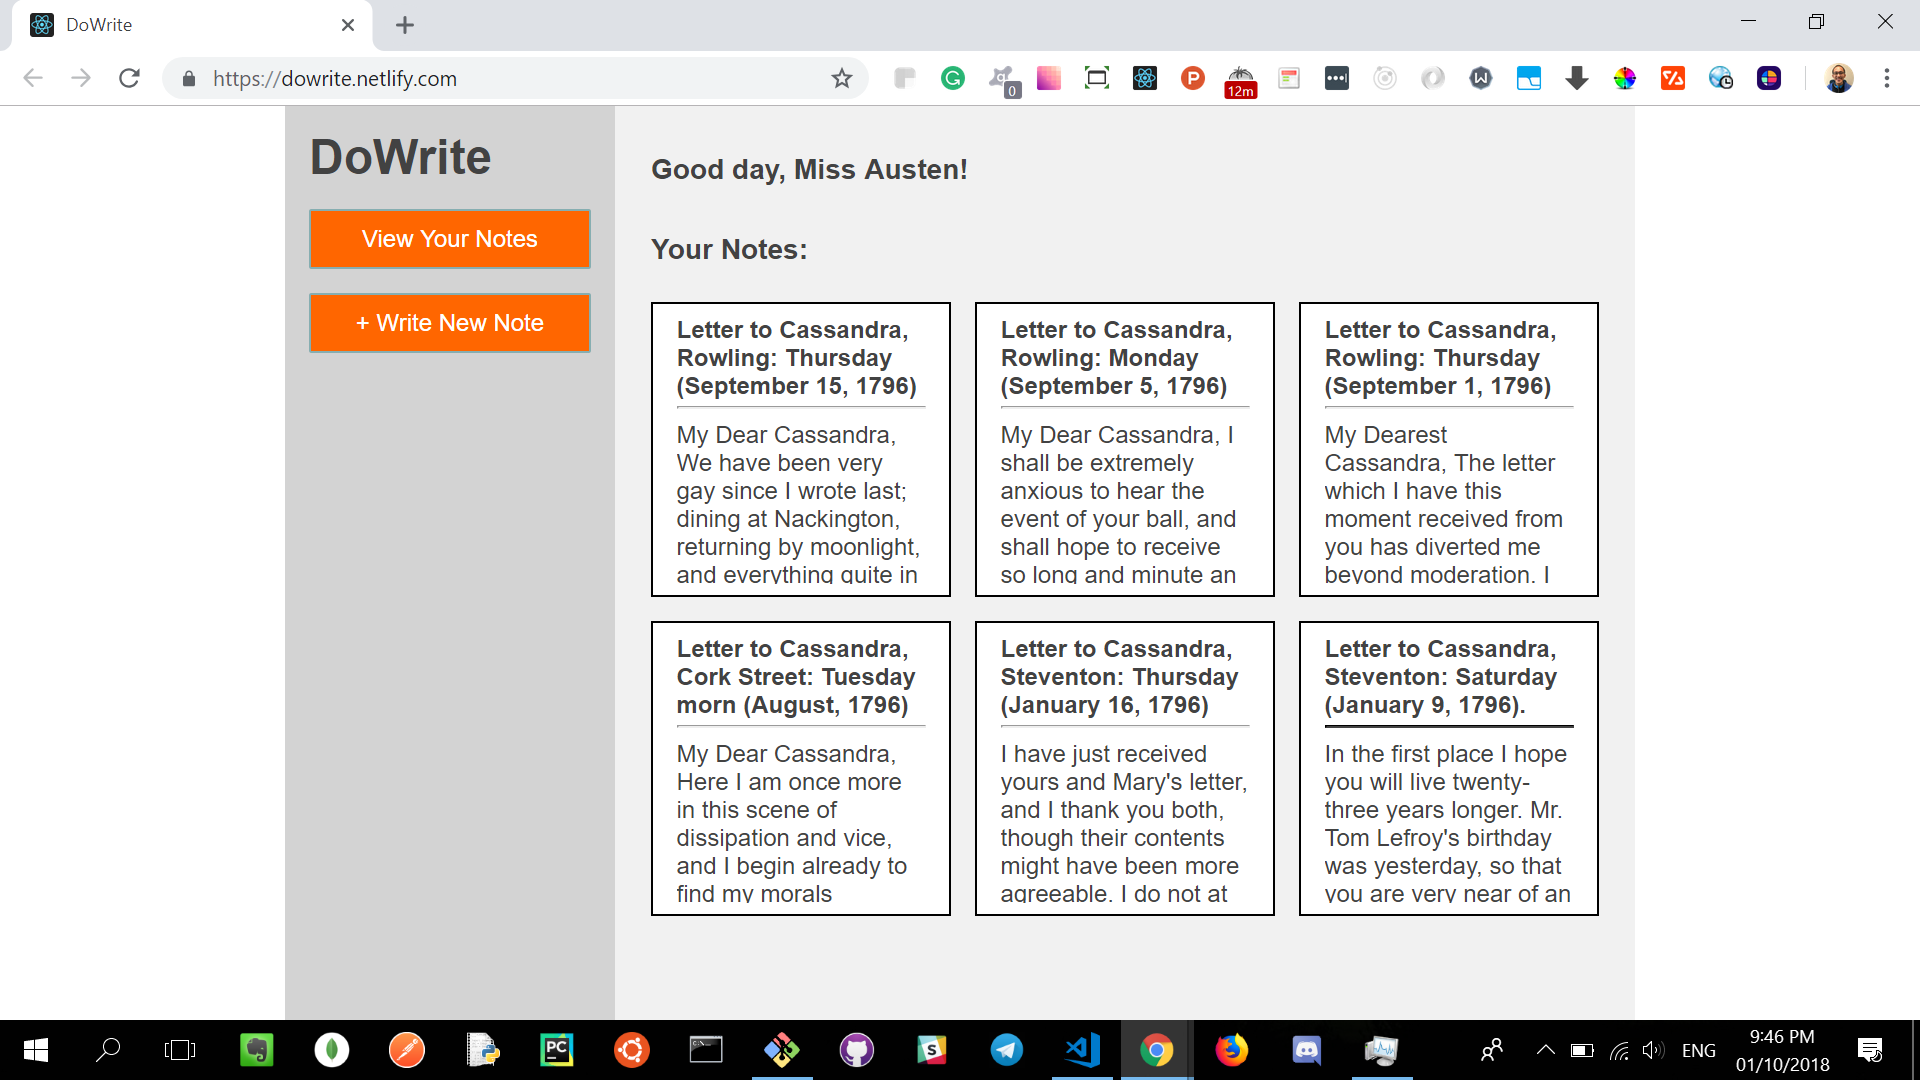 DoWrite
https://dowrite.netlify.com
0
12m
DoWrite
View Your Notes
+ Write New Note
Good day, Miss Austen!
Your Notes:
Letter to Cassandra,
Rowling: Thursday
(September 15, 1796)
My Dear Cassandra,
We have been very
gay since I wrote last;
dining at Nackington,
returning by moonlight,
and everything quite in
Letter to Cassandra,
Rowling: Monday
(September 5, 1796)
My Dear Cassandra, I
shall be extremely
anxious to hear the
event of your ball, and
shall hope to receive
so long and minute an
Letter to Cassandra,
Rowling: Thursday
(September 1, 1796)
My Dearest
Cassandra, The letter
which I have this
moment received from
you has diverted me
beyond moderation. I
Letter to Cassandra,
Cork Street: Tuesday
morn (August, 1796)
My Dear Cassandra,
Here I am once more
in this scene of
dissipation and vice,
and I begin already to
find my morals
Letter to Cassandra,
Steventon: Thursday
(January 16, 1796)
I have just received
yours and Mary's letter,
and I thank you both,
though their contents
might have been more
agreeable. I do not at
Letter to Cassandra,
Steventon: Saturday
(January 9, 1796).
In the first place I hope
you will live twenty-
three years longer. Mr.
Tom Lefroy's birthday
was yesterday, so that
you are very near of an
PC
S
ENG
9:46 PM
01/10/2018